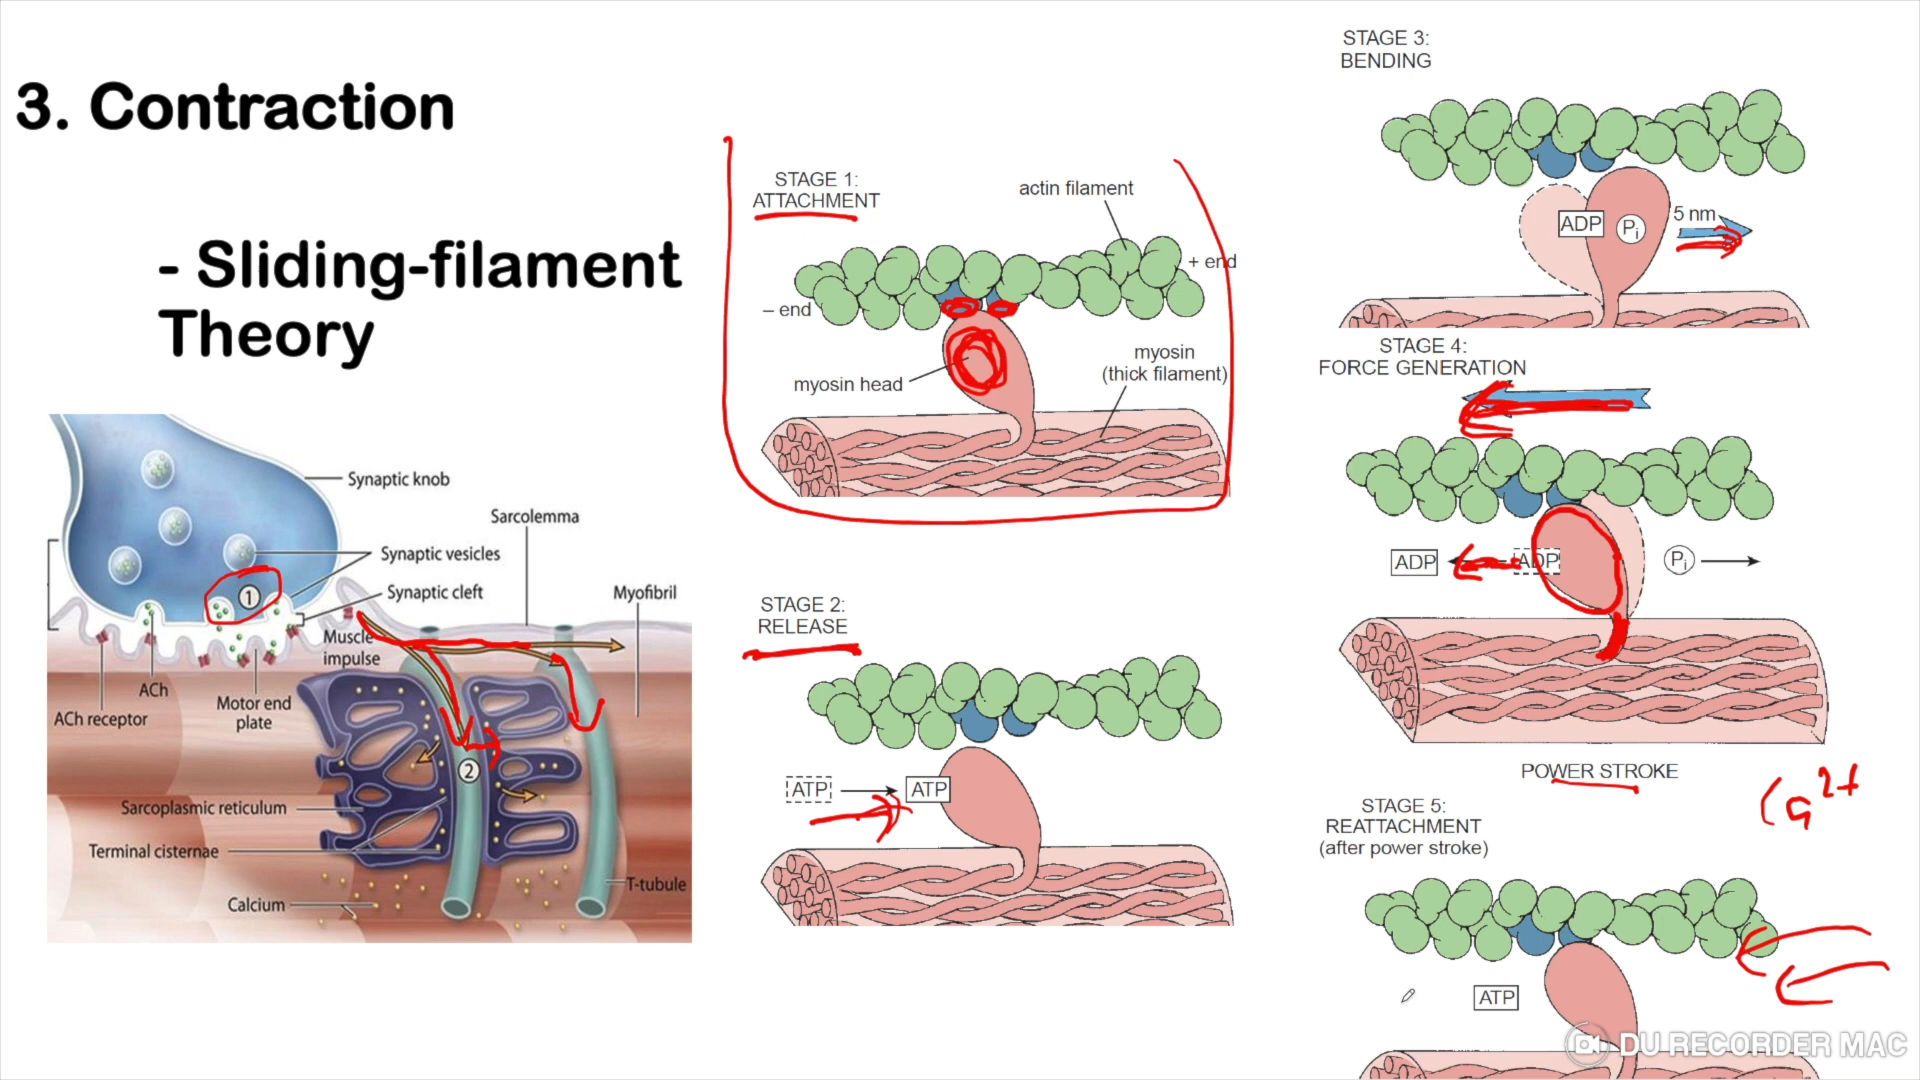 3. Contraction
- Sliding-filament
Theory
Synaptic knob
Sarcolemma
Synaptic vesicles
1
Synaptic cleft
Myofibril
Muscle
impulse
ACh
Motor end
plate
ACh receptor
2
Sarcoplasmic reticulum
Terminal cisternae
T-tubule
Calcium
STAGE 1:
ATTACHMENT
actin filament
+ end
– end
myosin
(thick filament)
myosin head
STAGE 2:
RELEASE
ATP
ATP
STAGE 3:
BENDING
ADP
Pi
5 nm
STAGE 4:
FORCE GENERATION
ADP
ADP
Pi
POWER STROKE
Ca2+
STAGE 5:
REATTACHMENT
(after power stroke)
ATP
DU RECORDER MAC